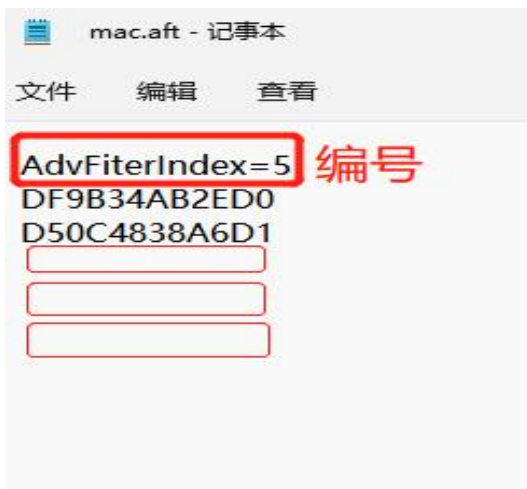 mac.aft - 记事本
文件 编辑 查看
AdvFiterIndex=5 编号
DF9B34AB2ED0
D50C4838A6D1